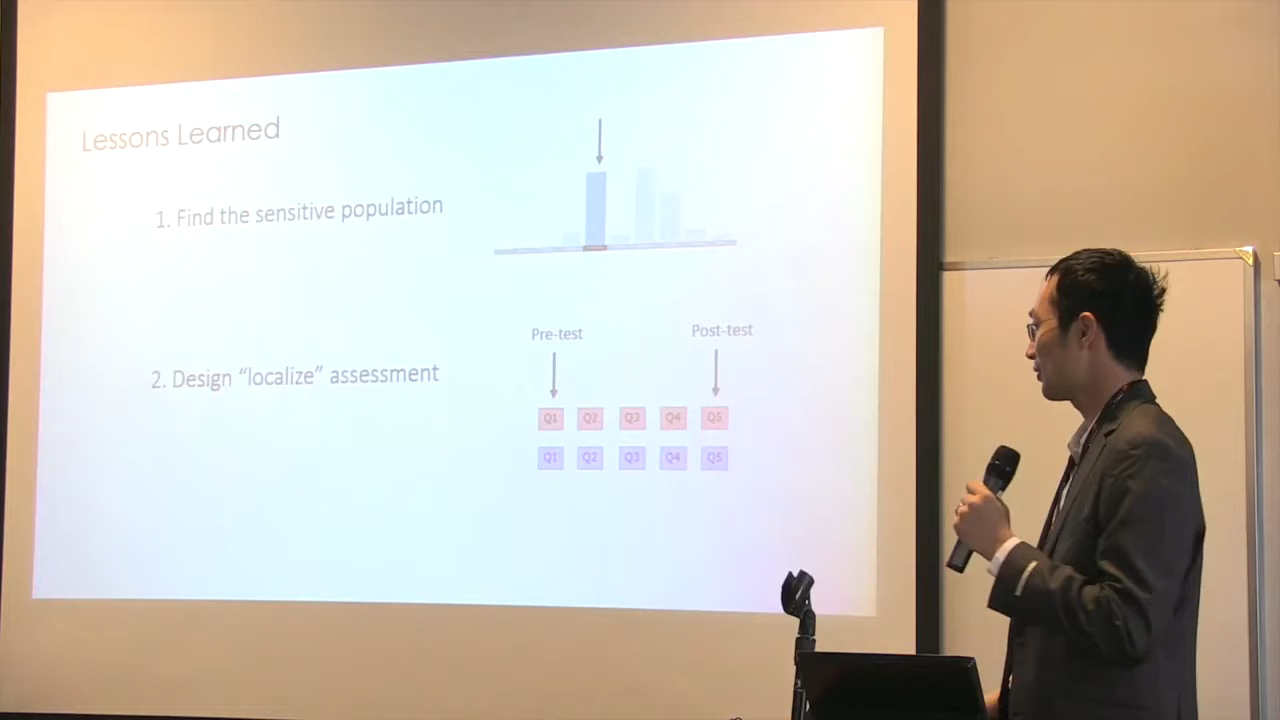 Lessons Learned
1. Find the sensitive population
Pre-test
Post-test
2. Design “localize” assessment
Q1 Q2 Q3 Q4 Q5
Q1 Q2 Q3 Q4 Q5